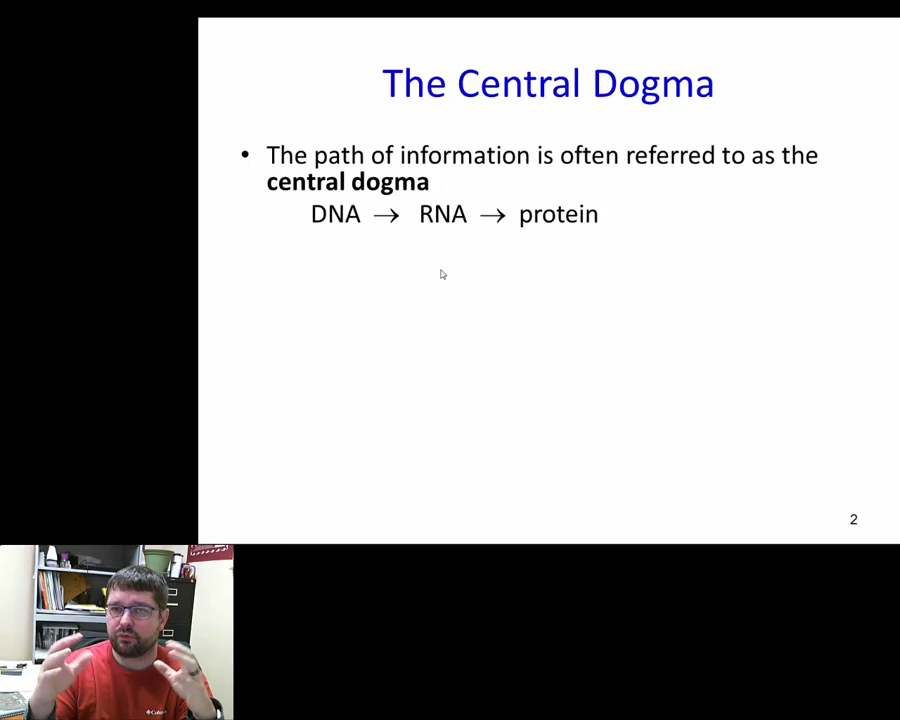 The Central Dogma
• The path of information is often referred to as the
central dogma
DNA → RNA → protein
2
Columbia